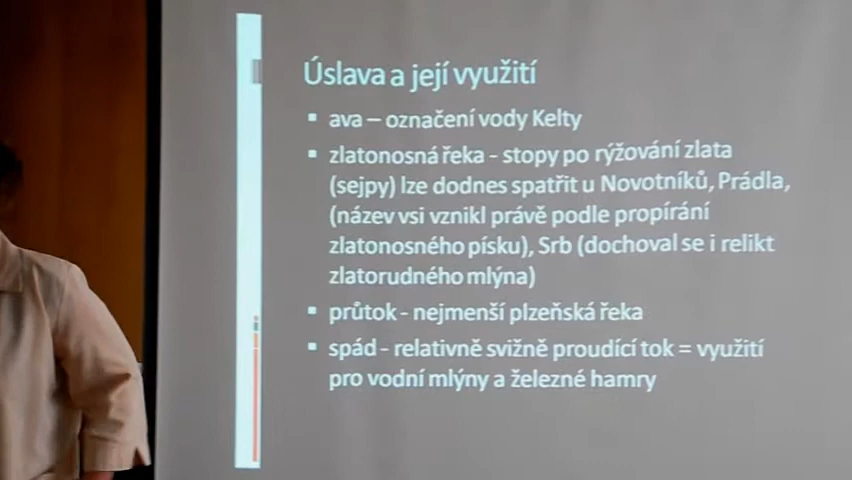 Úslava a její využití
▪ ava – označení vody Kelty
▪ zlatonosná řeka - stopy po rýžování zlata
(sejpy) lze dodnes spatřit u Novotníků, Prádla,
(název vsi vznikl právě podle propírání
zlatonosného písku), Srb (dochoval se i relikt
zlatorudného mlýna)
▪ průtok - nejmenší plzeňská řeka
▪ spád - relativně svižně proudící tok = využití
pro vodní mlýny a železné hamry